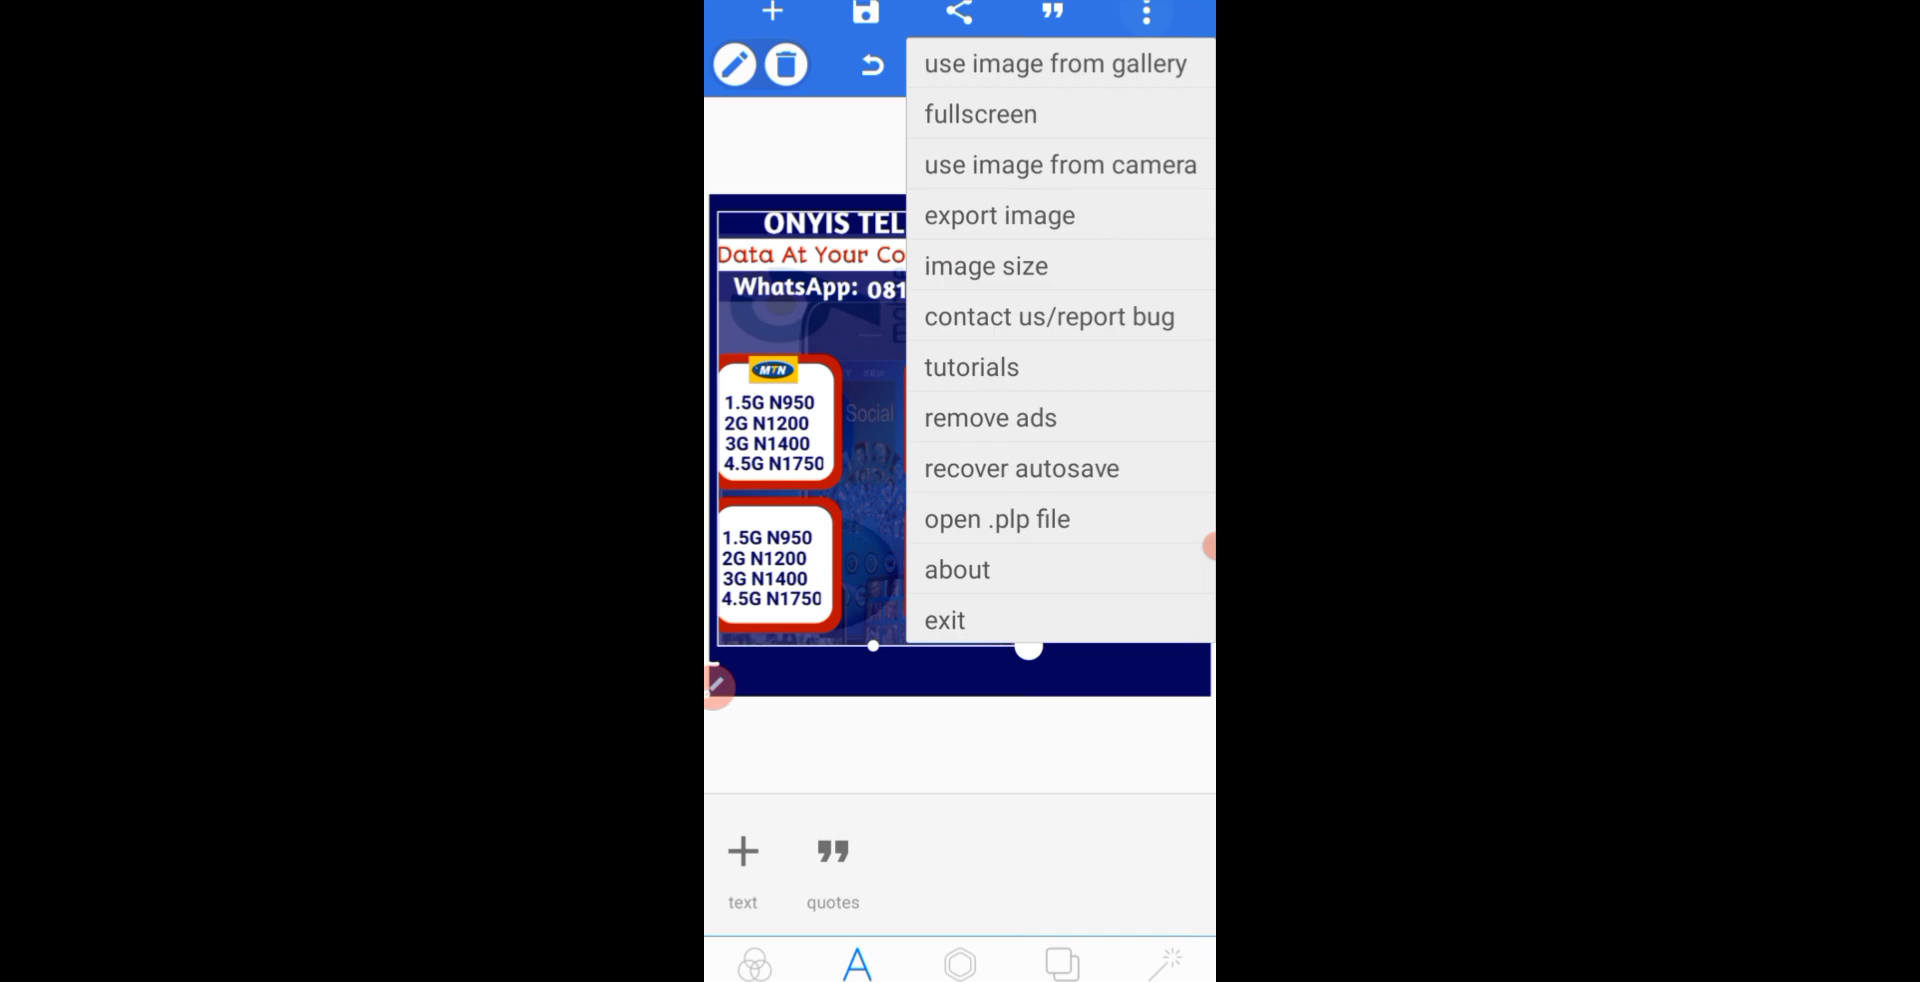 use image from gallery
fullscreen
use image from camera
export image
image size
contact us/report bug
tutorials
remove ads
recover autosave
open .plp file
about
exit
ONYIS TEL
Data At Your Co
WhatsApp: 081
MTN
1.5G N950
2G N1200
3G N1400
4.5G N1750
Social
1.5G N950
2G N1200
3G N1400
4.5G N1750
text
quotes